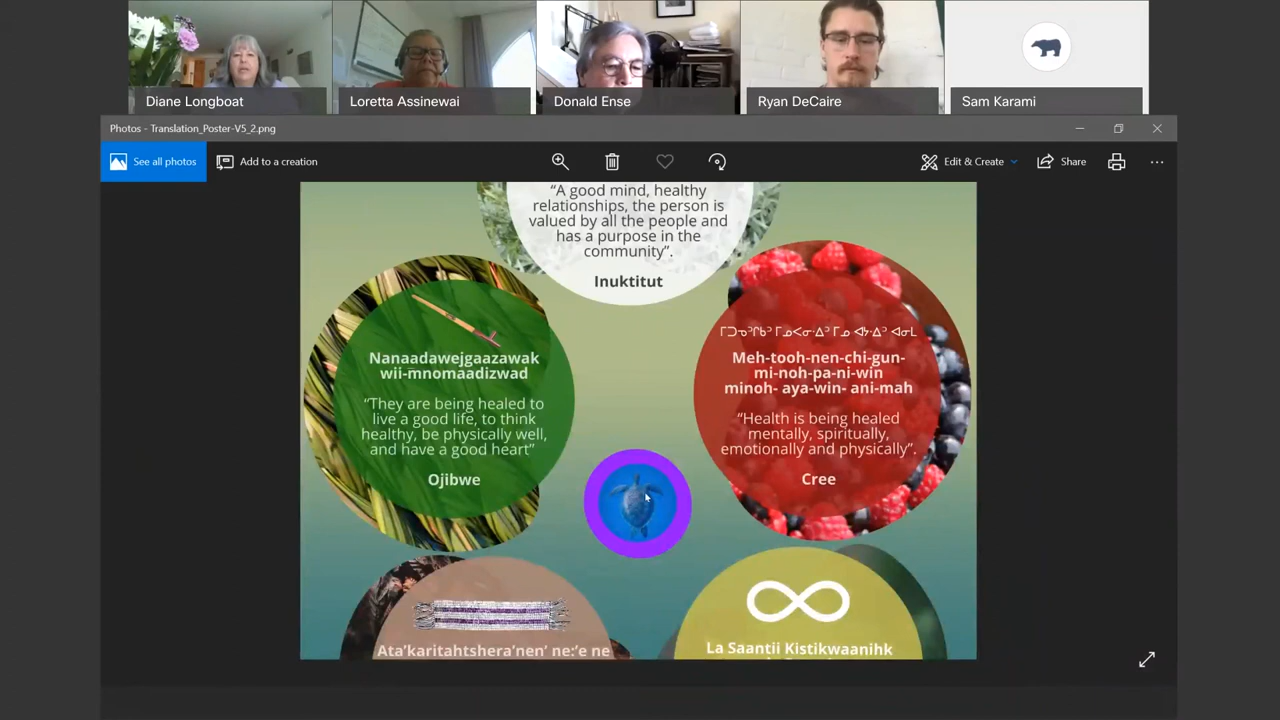 Diane Longboat
Loretta Assinewai
Donald Ense
Ryan DeCaire
Sam Karami
Photos - Translation_Poster-V5_2.png
See all photos
Add to a creation
Edit & Create
Share
“A good mind, healthy
relationships, the person is
valued by all the people and
has a purpose in the
community”.
Inuktitut
Nanaadawejgaazawak
wii-m̄nomaadizwad
“They are being healed to
live a good life, to think
healthy, be physically well,
and have a good heart”
Ojibwe
Meh-tooh-nen-chi-gun-
mi-noh-pa-ni-win
minoh- aya-win- ani-mah
“Health is being healed
mentally, spiritually,
emotionally and physically”.
Cree
Ata’karitahtshera’nen’ ne:’e ne
La Saantii Kistikwaanihk